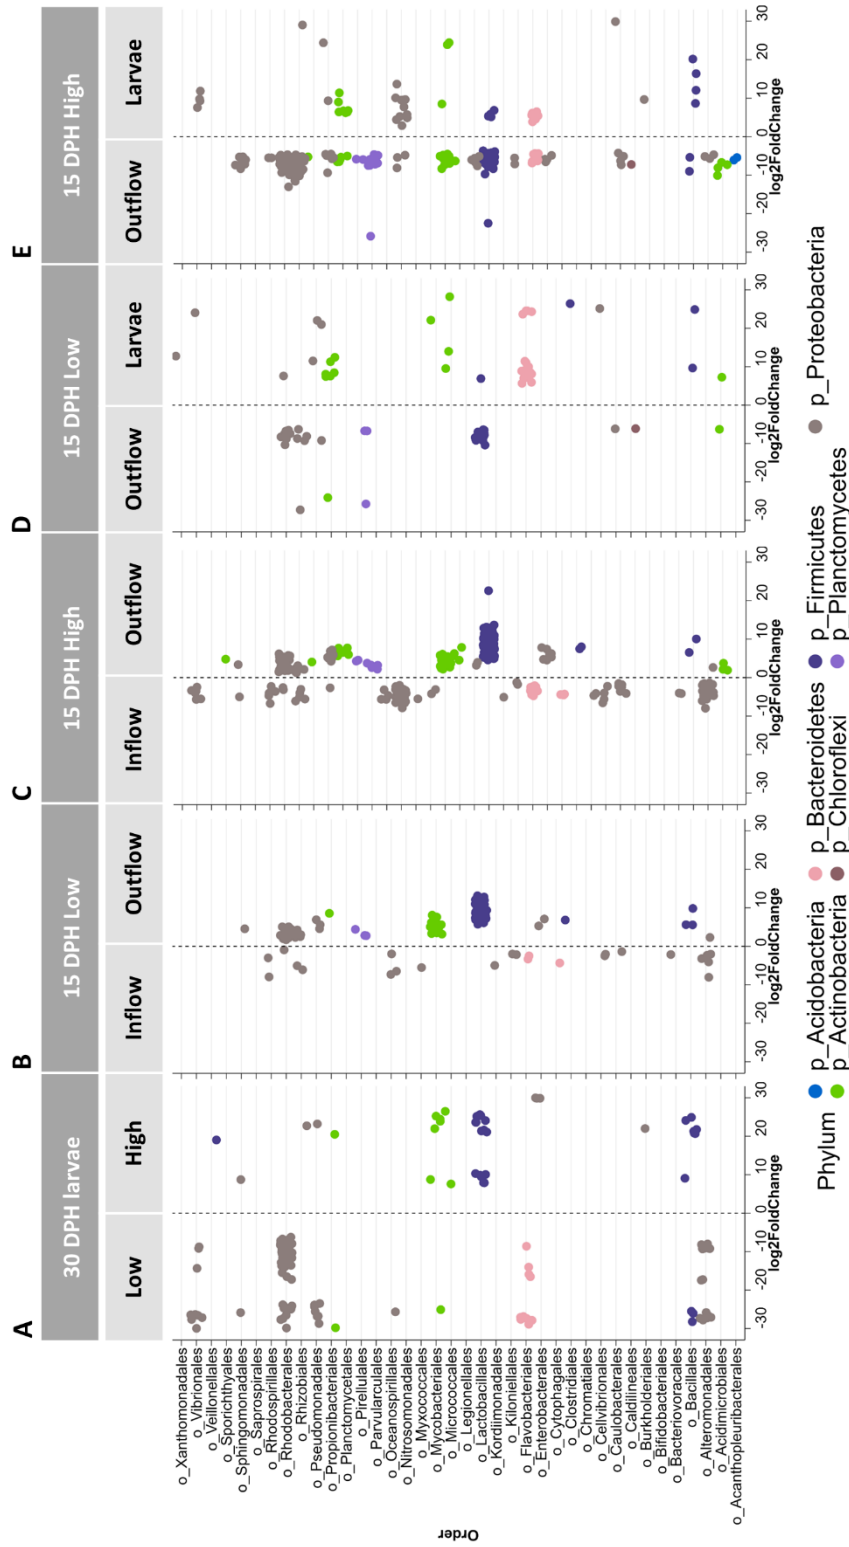 A
B
C
D
E
30 DPH larvae
15 DPH Low
15 DPH High
15 DPH Low
15 DPH High
Low High
Inflow Outflow
Inflow Outflow
Outflow Larvae
Outflow Larvae
Order
o_Xanthomonadales
o_Vibrionales
o_Veillonellales
o_Sporichthyales
o_Sphingomonadales
o_Saprospirales
o_Rhodospirillales
o_Rhodobacterales
o_Rhizobiales
o_Pseudomonadales
o_Propionibacteriales
o_Planctomycetales
o_Pirellulales
o_Parvularculales
o_Oceanospirillales
o_Nitrosomonadales
o_Myxococcales
o_Mycobacteriales
o_Micrococcales
o_Legionellales
o_Lactobacillales
o_Kordiimonadales
o_Kiloniellales
o_Flavobacteriales
o_Enterobacterales
o_Cytophagales
o_Clostridiales
o_Chromatiales
o_Cellvibrionales
o_Caulobacterales
o_Caldilineales
o_Burkholderiales
o_Bifidobacteriales
o_Bacteriovoracales
o_Bacillales
o_Alteromonadales
o_Acidimicrobiales
o_Acanthopleuribacterales
-30 -20 -10 0 10 20 30
log2FoldChange
-30 -20 -10 0 10 20 30
log2FoldChange
-30 -20 -10 0 10 20 30
log2FoldChange
-30 -20 -10 0 10 20 30
log2FoldChange
-30 -20 -10 0 10 20 30
log2FoldChange
Phylum
p_Acidobacteria p_Bacteroidetes p_Firmicutes p_Proteobacteria
p_Actinobacteria p_Chloroflexi p_Planctomycetes